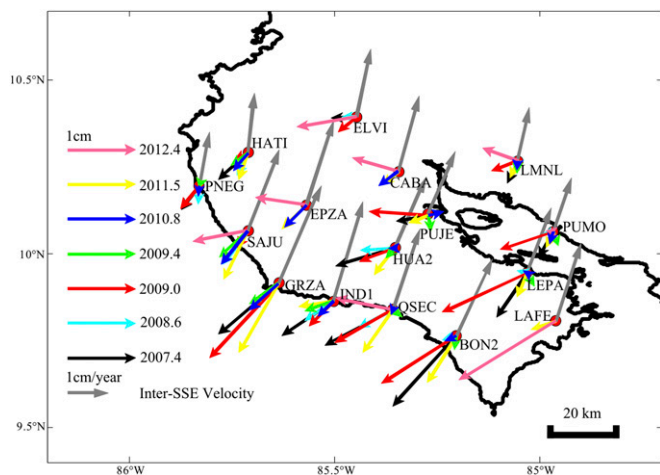 10.5°N
10°N
9.5°N
86°W
85.5°W
85°W
1cm
2012.4
2011.5
2010.8
2009.4
2009.0
2008.6
2007.4
1cm/year
Inter-SSE Velocity
ELVI
HATI
LMNL
CABA
PNEG
EPZA
PUJE
PUMO
SAJU
HUA2
LEPA
GRZA
IND1
QSEC
LAFE
BON2
20 km